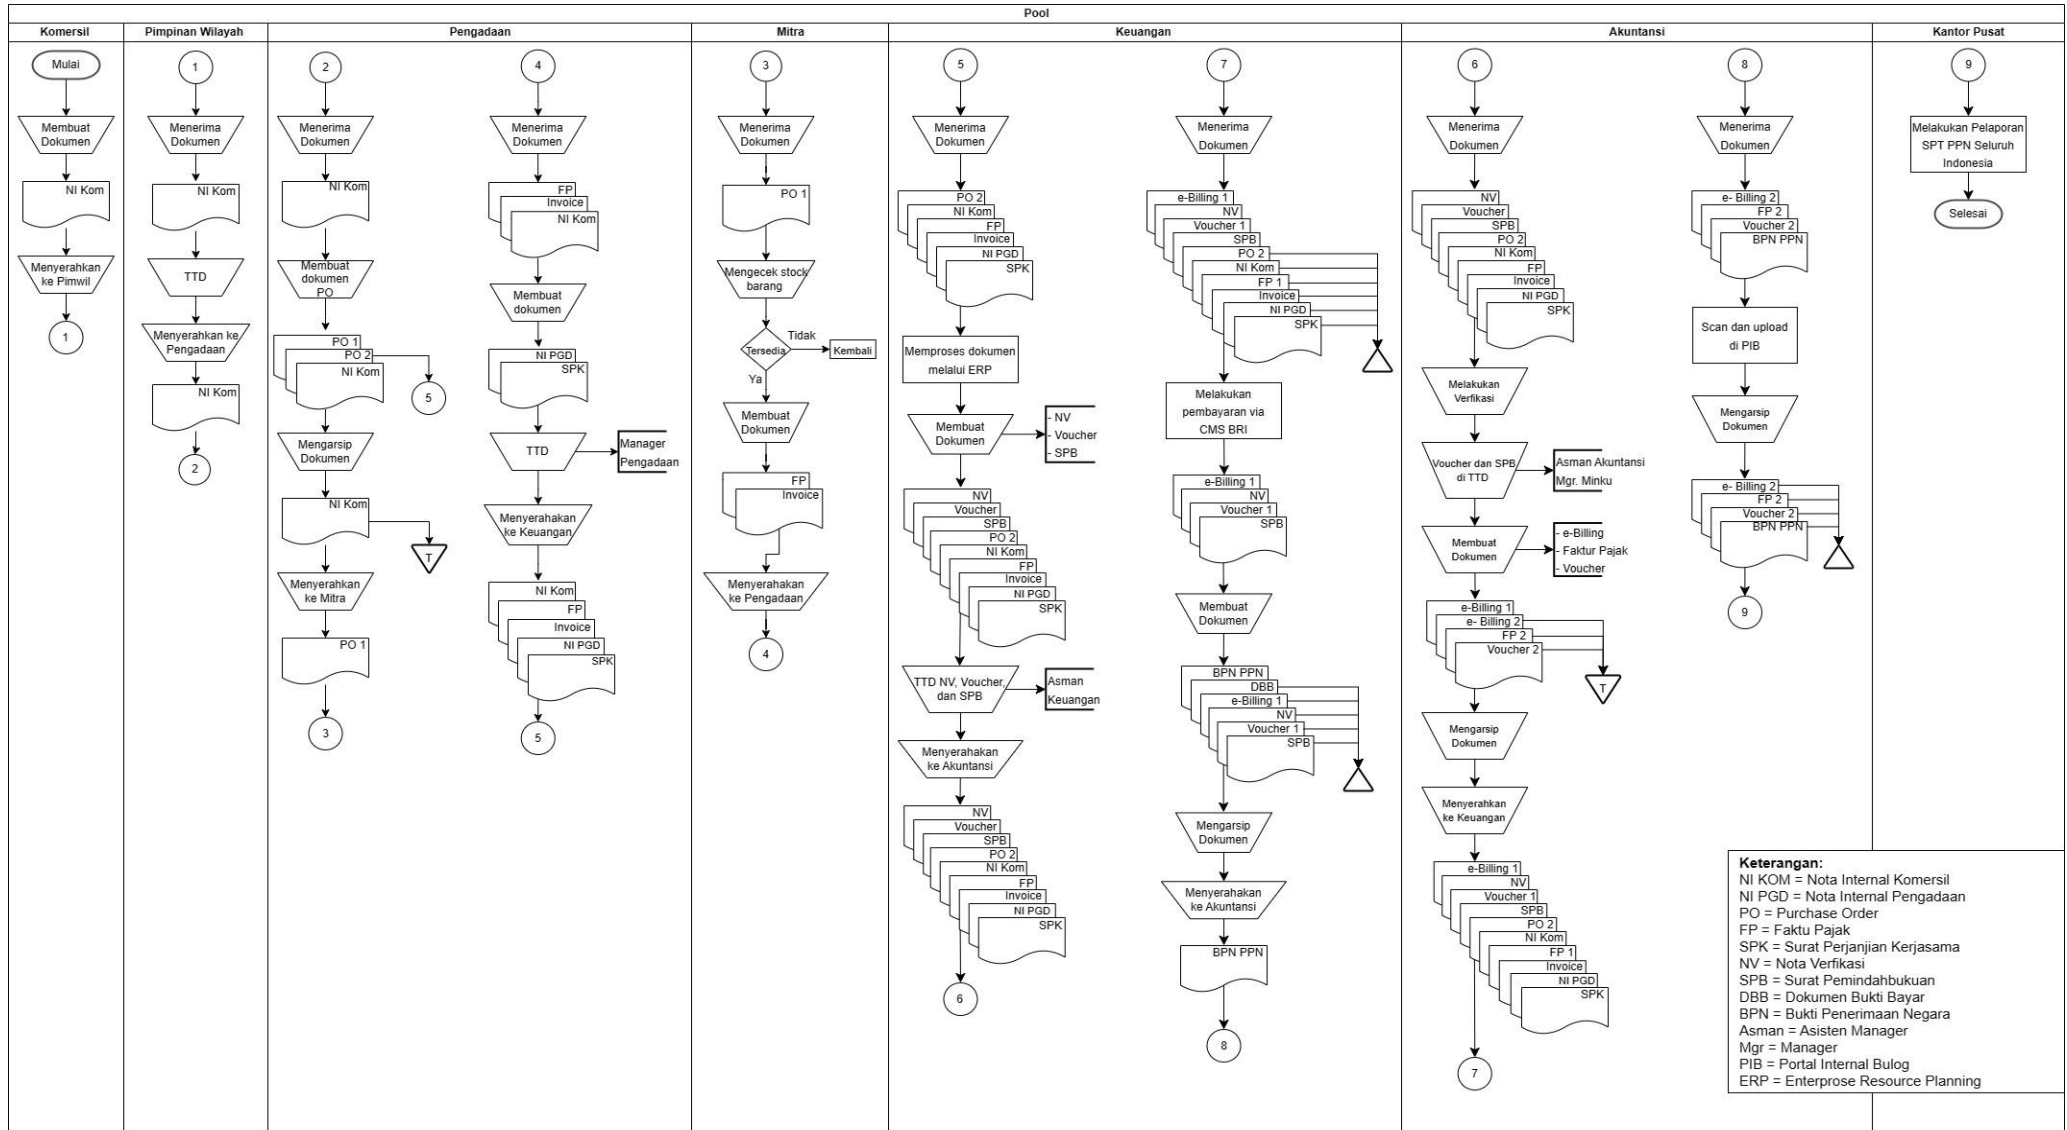 Pool
Komersil
Mulai
Membuat
Dokumen
NI Kom
Menyerahkan
ke Pimwil
1
Pimpinan Wilayah
1
Menerima
Dokumen
NI Kom
TTD
Menyerahkan ke
Pengadaan
NI Kom
2
Pengadaan
2
Menerima
Dokumen
NI Kom
Membuat
dokumen
PO
PO 1
PO 2
NI Kom
5
Mengarsip
Dokumen
NI Kom
T
Menyerahkan
ke Mitra
PO 1
3
4
Menerima
Dokumen
FP
Invoice
NI Kom
Membuat
dokumen
NI PGD
SPK
TTD
Manager
Pengadaan
Menyerahakan
ke Keuangan
NI Kom
FP
Invoice
NI PGD
SPK
5
Mitra
3
Menerima
Dokumen
PO 1
Mengecek stock
barang
Tersedia
Tidak
Kembali
Ya
Membuat
Dokumen
FP
Invoice
Menyerahakan
ke Pengadaan
4
Keuangan
5
Menerima
Dokumen
PO 2
NI Kom
FP
Invoice
NI PGD
SPK
Memproses dokumen
melalui ERP
Membuat
Dokumen
- NV
- Voucher
- SPB
NV
Voucher
SPB
PO 2
NI Kom
FP
Invoice
NI PGD
SPK
TTD NV, Voucher,
dan SPB
Asman
Keuangan
Menyerahakan
ke Akuntansi
NV
Voucher
SPB
PO 2
NI Kom
FP
Invoice
NI PGD
SPK
6
7
Menerima
Dokumen
e-Billing 1
NV
Voucher 1
SPB
PO 2
NI Kom
FP 1
Invoice
NI PGD
SPK
Melakukan
pembayaran via
CMS BRI
e-Billing 1
NV
Voucher 1
SPB
Membuat
Dokumen
BPN PPN
DBB
e-Billing 1
NV
Voucher 1
SPB
Mengarsip
Dokumen
Menyerahakan
ke Akuntansi
BPN PPN
8
Akuntansi
6
Menerima
Dokumen
NV
Voucher
SPB
PO 2
NI Kom
FP
Invoice
NI PGD
SPK
Melakukan
Verfikasi
Voucher dan SPB
di TTD
Asman Akuntansi
Mgr. Minku
Membuat
Dokumen
- e-Billing
- Faktur Pajak
- Voucher
e-Billing 1
e- Billing 2
FP 2
Voucher 2
T
Mengarsip
Dokumen
Menyerahkan
ke Keuangan
e-Billing 1
NV
Voucher 1
SPB
PO 2
NI Kom
FP 1
Invoice
NI PGD
SPK
7
8
Menerima
Dokumen
e- Billing 2
FP 2
Voucher 2
BPN PPN
Scan dan upload
di PIB
Mengarsip
Dokumen
e- Billing 2
FP 2
Voucher 2
BPN PPN
9
Kantor Pusat
9
Melakukan Pelaporan
SPT PPN Seluruh
Indonesia
Selesai
Keterangan:
NI KOM = Nota Internal Komersil
NI PGD = Nota Internal Pengadaan
PO = Purchase Order
FP = Faktu Pajak
SPK = Surat Perjanjian Kerjasama
NV = Nota Verfikasi
SPB = Surat Pemindahbukuan
DBB = Dokumen Bukti Bayar
BPN = Bukti Penerimaan Negara
Asman = Asisten Manager
Mgr = Manager
PIB = Portal Internal Bulog
ERP = Enterprose Resource Planning